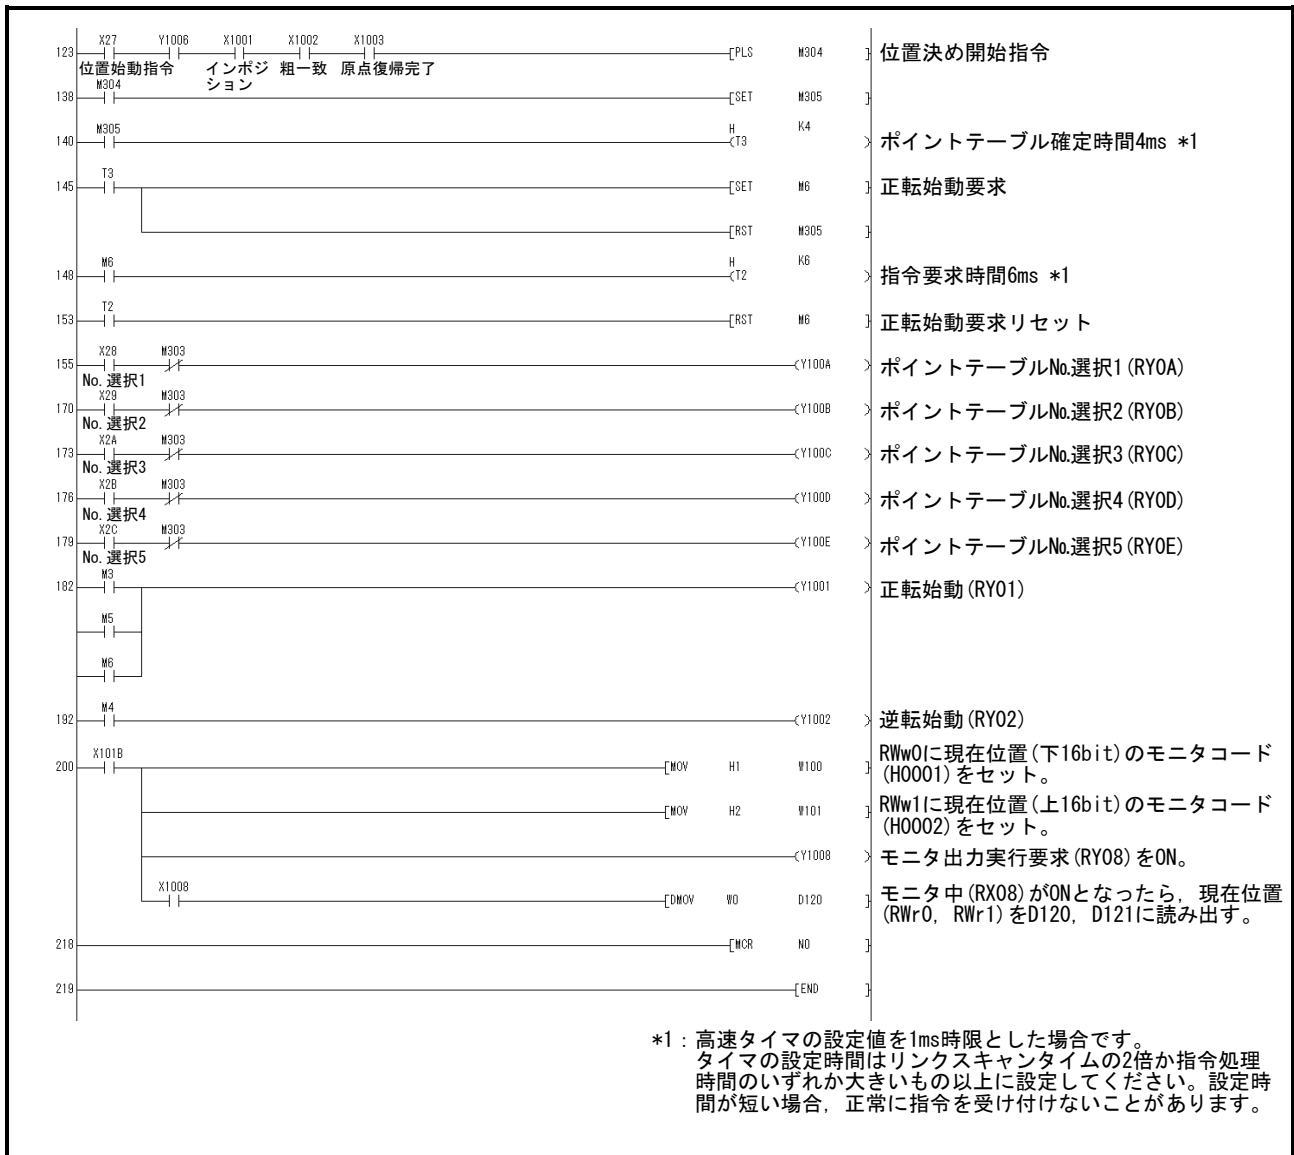 X27 Y1006 X1001 X1002 X1003
123 [PLS M304 ] 位置決め開始指令
位置始動指令 インポジション 粗一致 原点復帰完了
M304
138 [SET M305 ]
M305 H K4
140 (T3 ) ポイントテーブル確定時間4ms *1
T3
145 [SET M6 ] 正転始動要求
[RST M305 ]
M6 H K6
148 (T2 ) 指令要求時間6ms *1
T2
153 [RST M6 ] 正転始動要求リセット
X28 M303
155 (Y100A ) ポイントテーブル№選択1(RY0A)
No.選択1
X29 M303
170 (Y100B ) ポイントテーブル№選択2(RY0B)
No.選択2
X2A M303
173 (Y100C ) ポイントテーブル№選択3(RY0C)
No.選択3
X2B M303
176 (Y100D ) ポイントテーブル№選択4(RY0D)
No.選択4
X2C M303
179 (Y100E ) ポイントテーブル№選択5(RY0E)
No.選択5
M3
182 (Y1001 ) 正転始動(RY01)
M5
M6
M4
192 (Y1002 ) 逆転始動(RY02)
X101B
200 [MOV H1 W100 ] RWw0に現在位置(下16bit)のモニタコード
(H0001)をセット。
[MOV H2 W101 ] RWw1に現在位置(上16bit)のモニタコード
(H0002)をセット。
(Y1008 ) モニタ出力実行要求(RY08)をON。
X1008
[DMOV W0 D120 ] モニタ中(RX08)がONとなったら，現在位置
(RWr0，RWr1)をD120，D121に読み出す。
218 [MCR N0 ]
219 [END ]
*1：高速タイマの設定値を1ms時限とした場合です。
タイマの設定時間はリンクスキャンタイムの2倍か指令処理
時間のいずれか大きいもの以上に設定してください。設定時
間が短い場合，正常に指令を受け付けないことがあります。